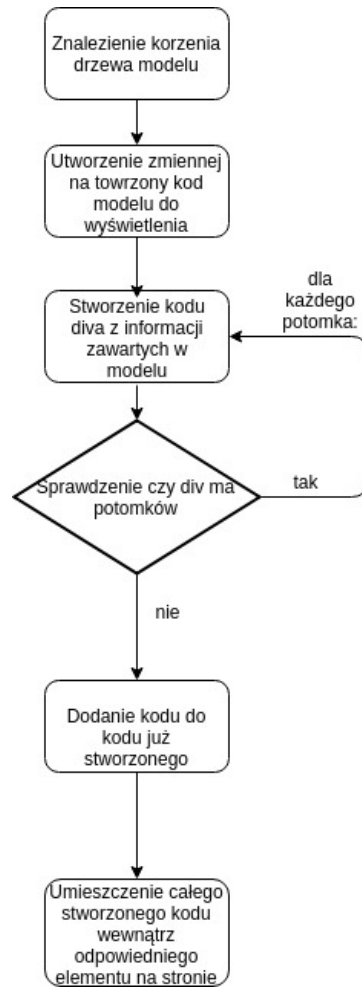 Znalezienie korzenia
drzewa modelu
Utworzenie zmiennej
na towrzony kod
modelu do
wyświetlenia
dla
każdego
potomka:
Stworzenie kodu
diva z informacji
zawartych w
modelu
Sprawdzenie czy div ma
potomków
tak
nie
Dodanie kodu do
kodu już
stworzonego
Umieszczenie całego
stworzonego kodu
wewnątrz
odpowiedniego
elementu na stronie